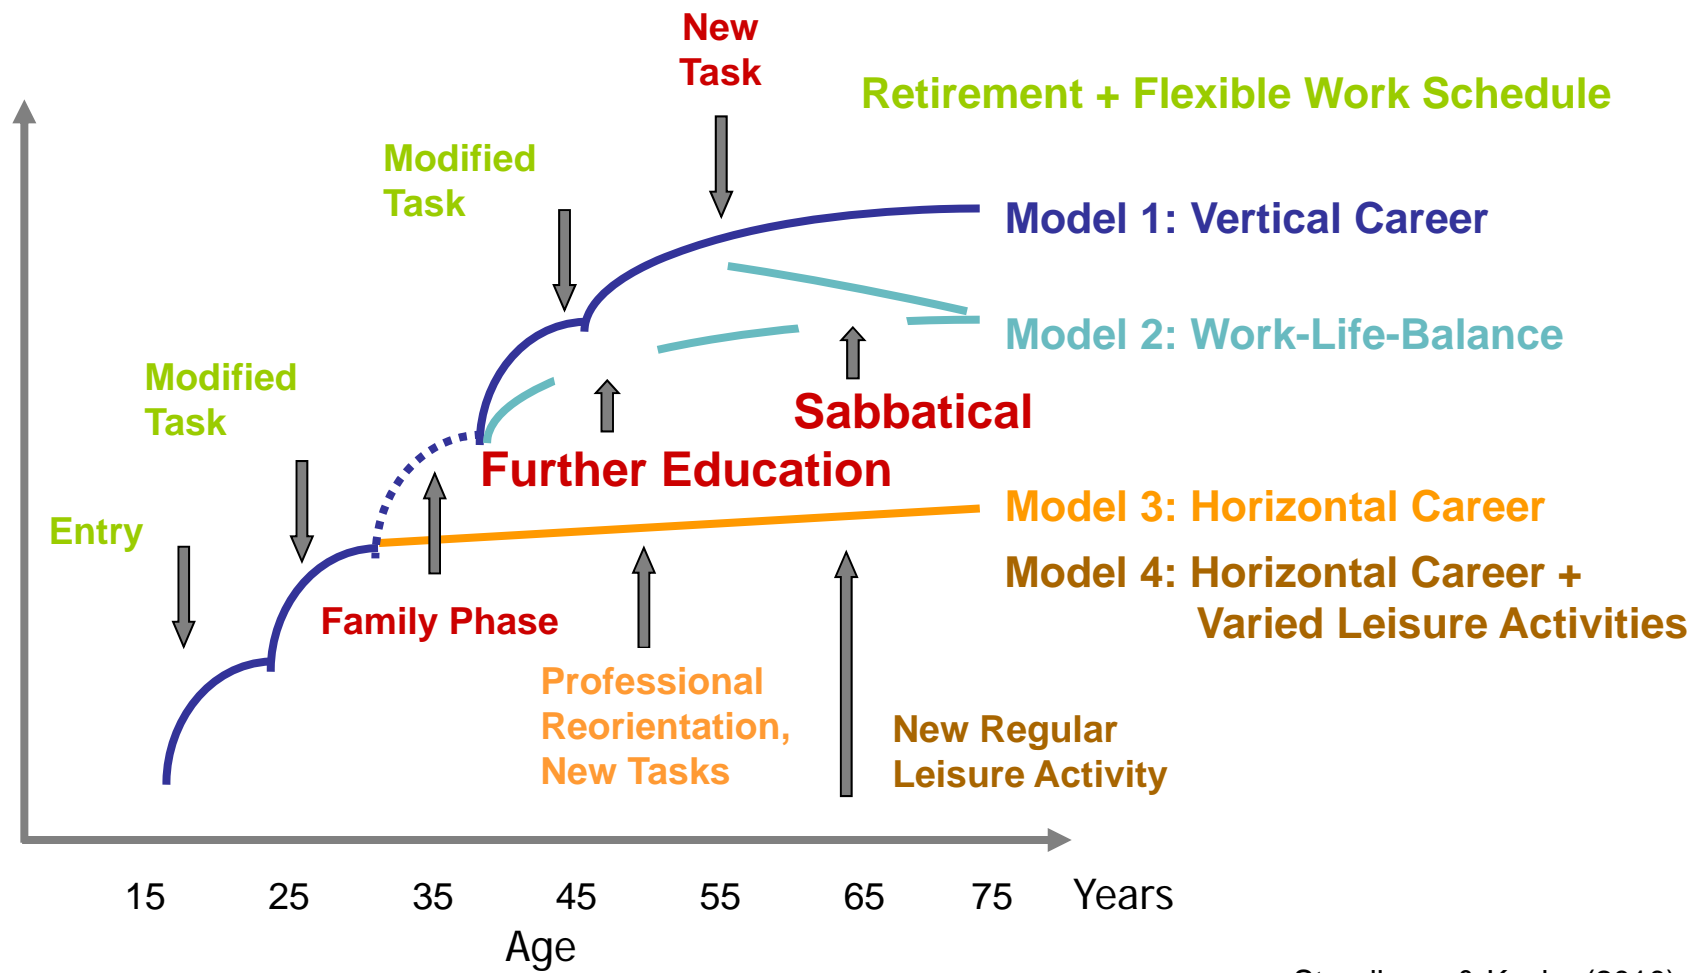 New
Task
Retirement + Flexible Work Schedule
Modified
Task
Model 1: Vertical Career
Model 2: Work-Life-Balance
Modified
Task
Sabbatical
Further Education
Entry
Model 3: Horizontal Career
Model 4: Horizontal Career +
Varied Leisure Activities
Family Phase
Professional
Reorientation,
New Tasks
New Regular
Leisure Activity
15 25 35 45 55 65 75 Years
Age